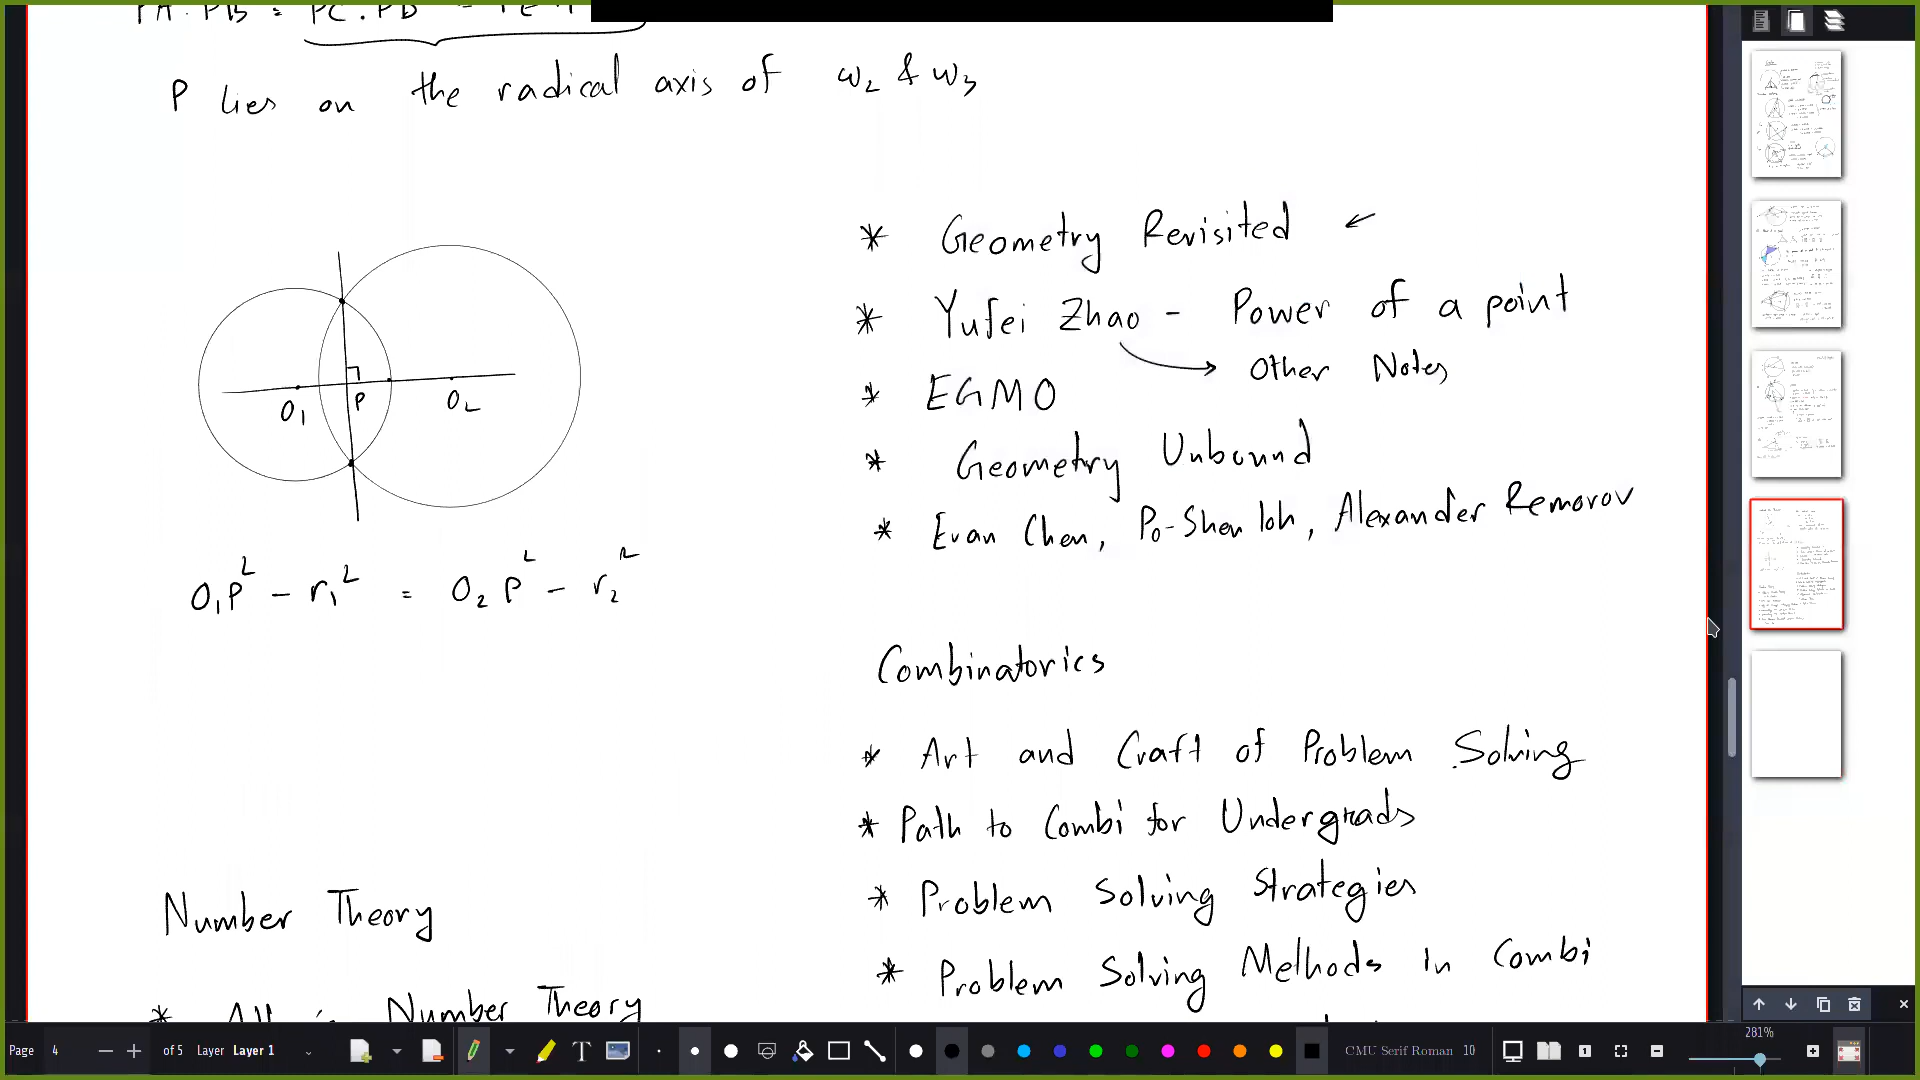 P lies on the radical axis of ω₂ & ω₃
* Geometry Revisited ←
* Yufei Zhao - Power of a point
→ Other Notes
* EGMO
* Geometry Unbound
* Evan Chen, Po-Shen Loh, Alexander Remorov
O₁ P O₂
O₁P² - r₁² = O₂P² - r₂²
Combinatorics
* Art and Craft of Problem Solving
* Path to Combi for Undergrads
* Problem Solving Strategies
* Problem Solving Methods in Combi
Number Theory
* Number Theory
Page 4 of 5 Layer Layer 1 CMU Serif Roman 10
281%